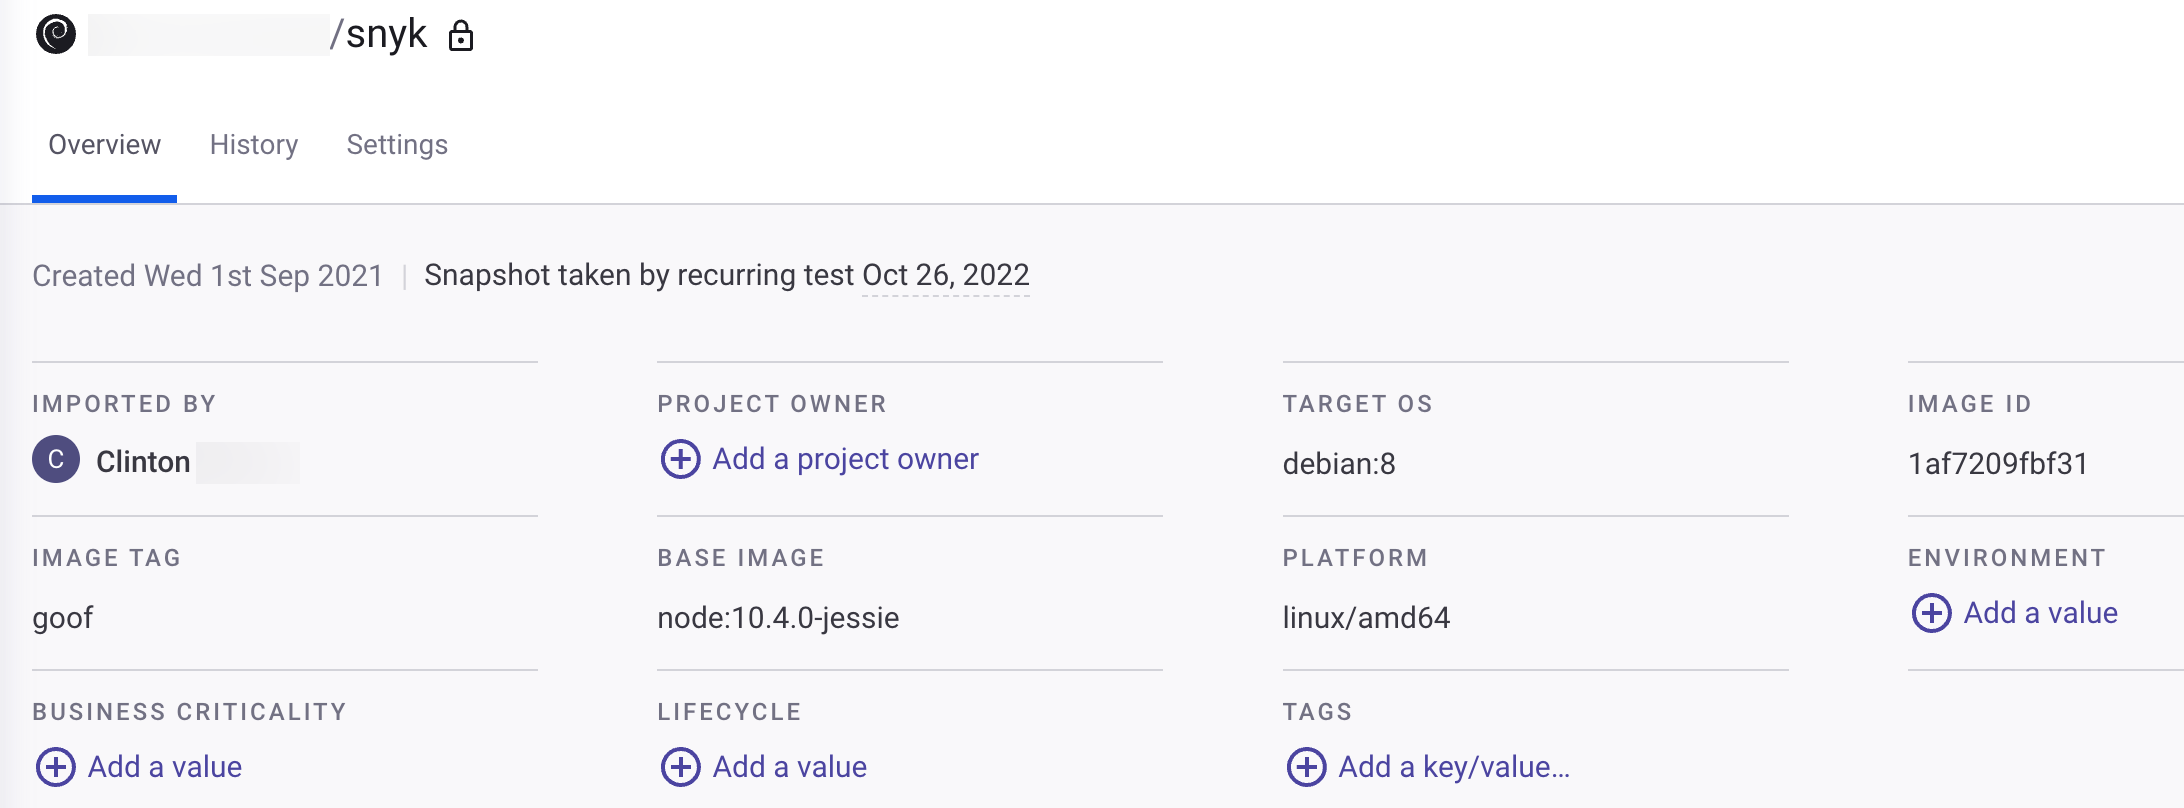 /snyk
Overview History Settings
Created Wed 1st Sep 2021 | Snapshot taken by recurring test Oct 26, 2022
IMPORTED BY PROJECT OWNER TARGET OS IMAGE ID
C Clinton Add a project owner debian:8 1af7209fbf31
IMAGE TAG BASE IMAGE PLATFORM ENVIRONMENT
goof node:10.4.0-jessie linux/amd64 Add a value
BUSINESS CRITICALITY LIFECYCLE TAGS
Add a value Add a value Add a key/value...